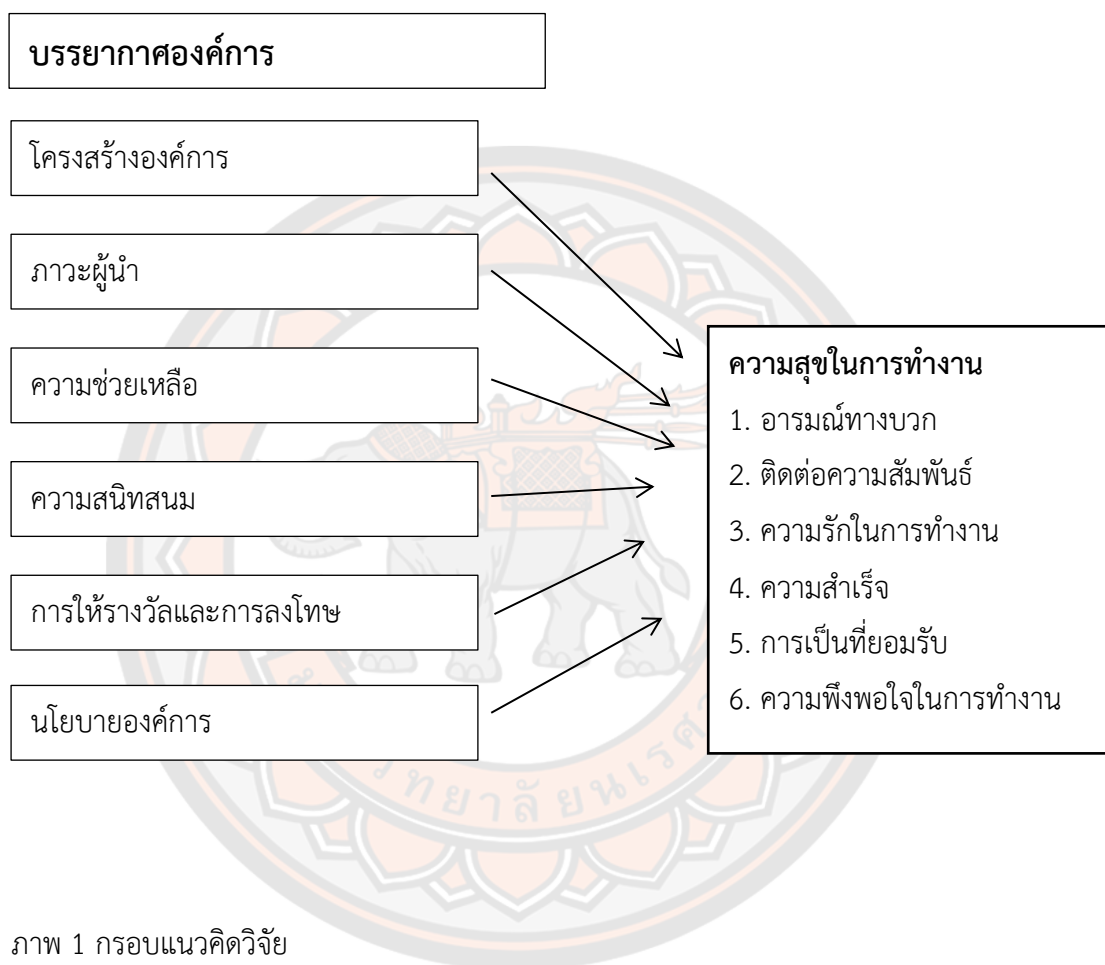 บรรยากาศองค์การ
โครงสร้างองค์การ
ภาวะผู้นำ
ความช่วยเหลือ
ความสนิทสนม
การให้รางวัลและการลงโทษ
นโยบายองค์การ
ความสุขในการทำงาน
1. อารมณ์ทางบวก
2. ติดต่อความสัมพันธ์
3. ความรักในการทำงาน
4. ความสำเร็จ
5. การเป็นที่ยอมรับ
6. ความพึงพอใจในการทำงาน
ภาพ 1 กรอบแนวคิดวิจัย